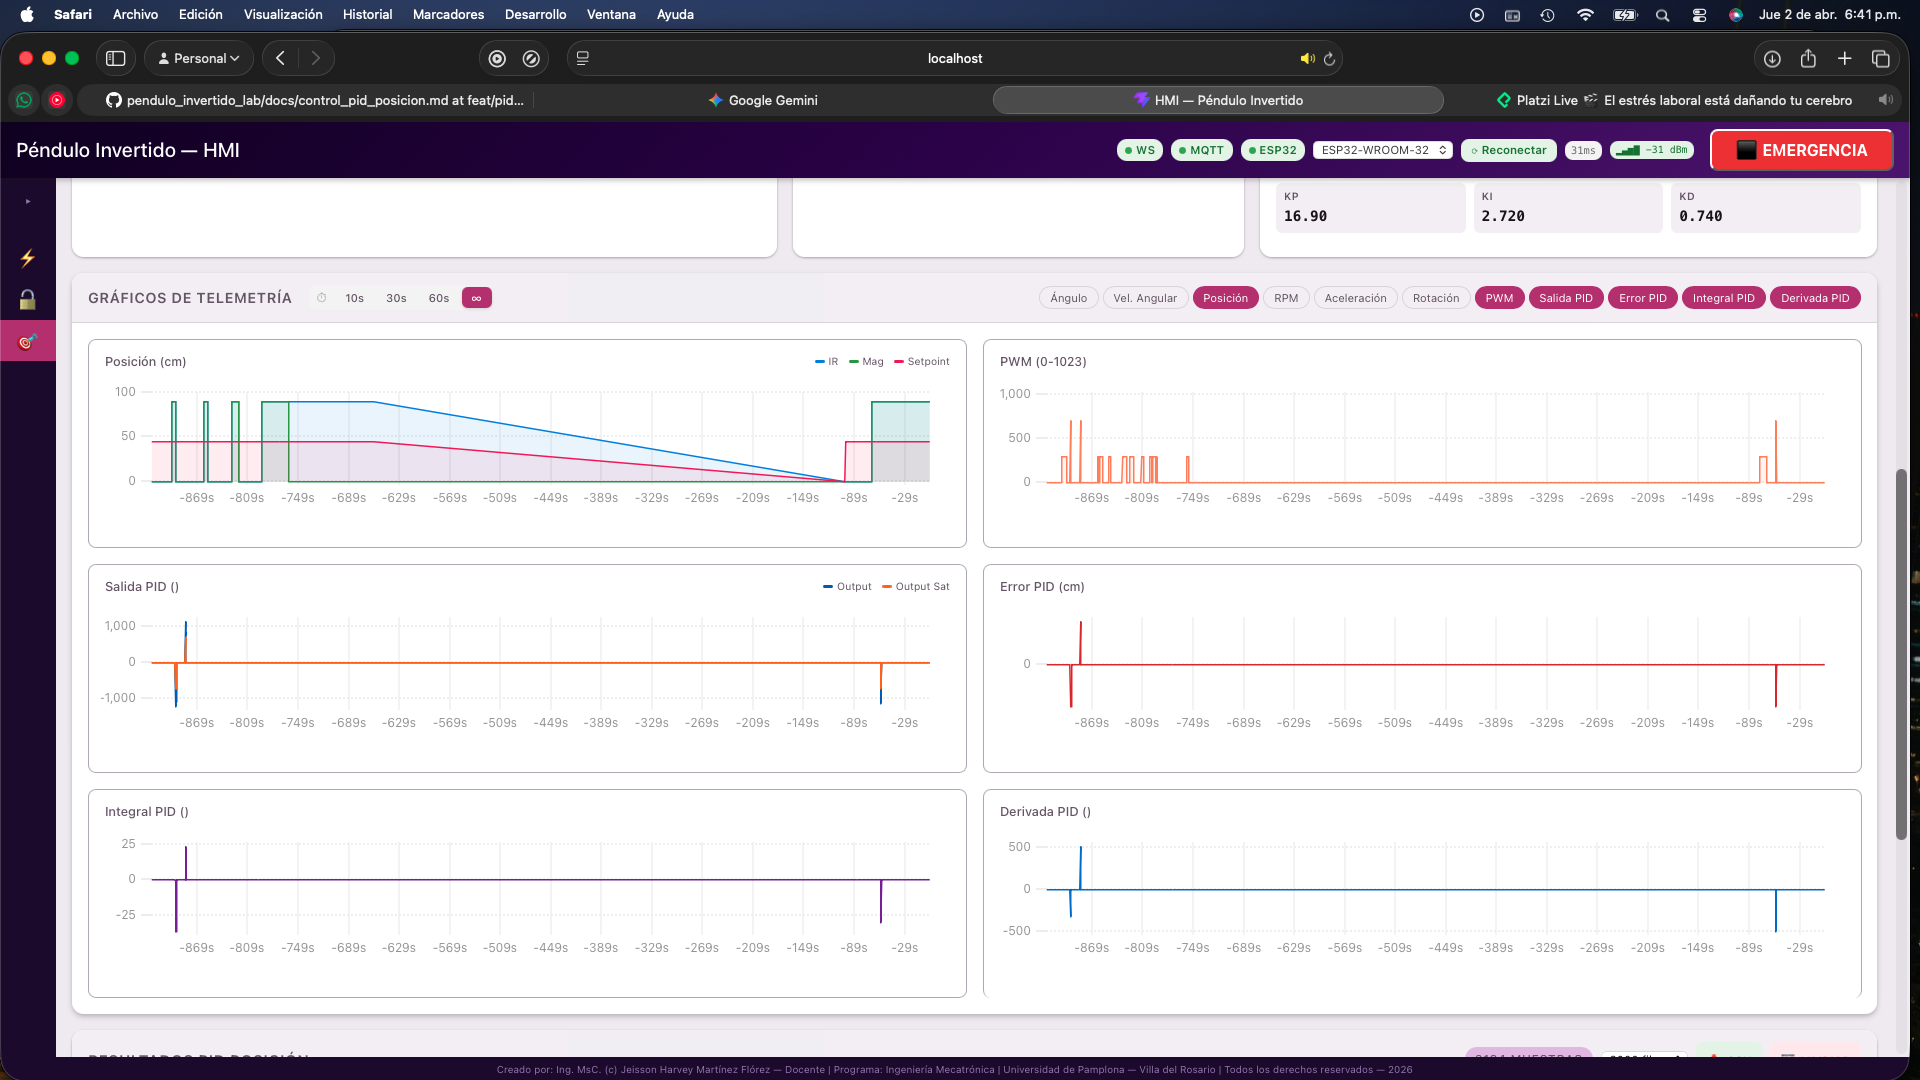 Safari Archivo Edición Visualización Historial Marcadores Desarrollo Ventana Ayuda Jue 2 de abr. 6:41 p.m.
Personal localhost
pendulo_invertido_lab/docs/control_pid_posicion.md at feat/pid... Google Gemini HMI — Péndulo Invertido Platzi Live El estrés laboral está dañando tu cerebro
Péndulo Invertido — HMI WS MQTT ESP32 ESP32-WROOM-32 Reconectar 31ms −31 dBm EMERGENCIA
KP KI KD
16.90 2.720 0.740
GRÁFICOS DE TELEMETRÍA 10s 30s 60s ∞ Ángulo Vel. Angular Posición RPM Aceleración Rotación PWM Salida PID Error PID Integral PID Derivada PID
Posición (cm) IR Mag Setpoint
100
50
0
-869s -809s -749s -689s -629s -569s -509s -449s -389s -329s -269s -209s -149s -89s -29s
PWM (0-1023)
1,000
500
0
-869s -809s -749s -689s -629s -569s -509s -449s -389s -329s -269s -209s -149s -89s -29s
Salida PID () Output Output Sat
1,000
0
-1,000
-869s -809s -749s -689s -629s -569s -509s -449s -389s -329s -269s -209s -149s -89s -29s
Error PID (cm)
0
-869s -809s -749s -689s -629s -569s -509s -449s -389s -329s -269s -209s -149s -89s -29s
Integral PID ()
25
0
-25
-869s -809s -749s -689s -629s -569s -509s -449s -389s -329s -269s -209s -149s -89s -29s
Derivada PID ()
500
0
-500
-869s -809s -749s -689s -629s -569s -509s -449s -389s -329s -269s -209s -149s -89s -29s
RESULTADOS PID POSICIÓN
Creado por: Ing. MsC. (c) Jeisson Harvey Martínez Flórez — Docente | Programa: Ingeniería Mecatrónica | Universidad de Pamplona — Villa del Rosario | Todos los derechos reservados — 2026